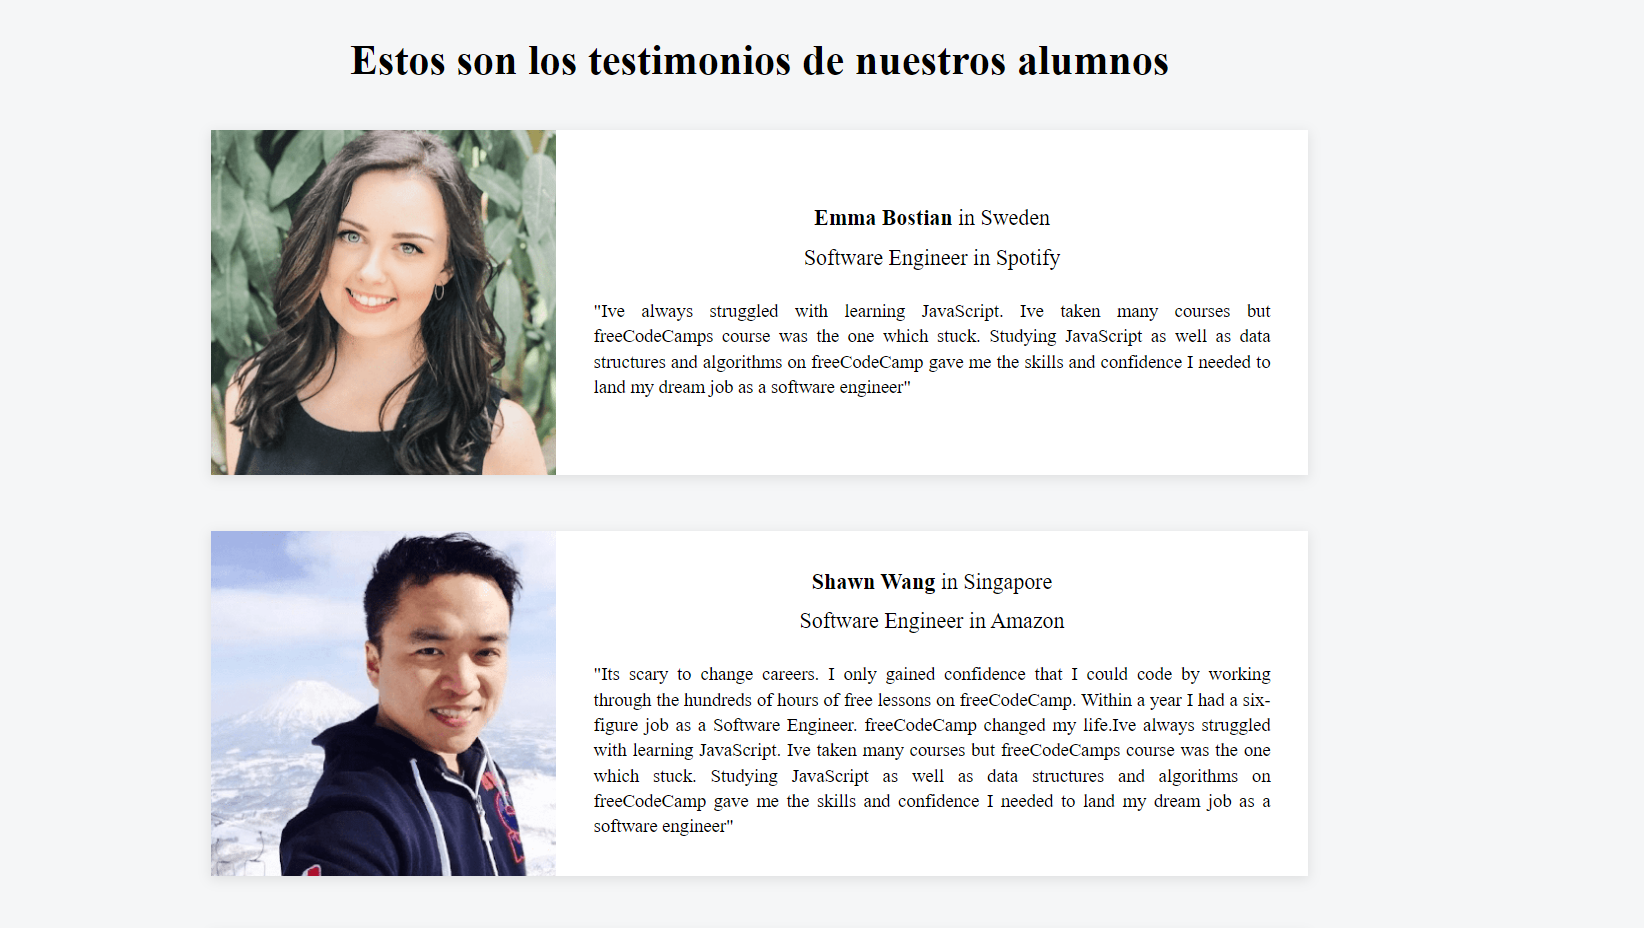 Estos son los testimonios de nuestros alumnos
Emma Bostian in Sweden
Software Engineer in Spotify
"Ive always struggled with learning JavaScript. Ive taken many courses but
freeCodeCamps course was the one which stuck. Studying JavaScript as well as data
structures and algorithms on freeCodeCamp gave me the skills and confidence I needed to
land my dream job as a software engineer"
Shawn Wang in Singapore
Software Engineer in Amazon
"Its scary to change careers. I only gained confidence that I could code by working
through the hundreds of hours of free lessons on freeCodeCamp. Within a year I had a six-
figure job as a Software Engineer. freeCodeCamp changed my life.Ive always struggled
with learning JavaScript. Ive taken many courses but freeCodeCamps course was the one
which stuck. Studying JavaScript as well as data structures and algorithms on
freeCodeCamp gave me the skills and confidence I needed to land my dream job as a
software engineer"